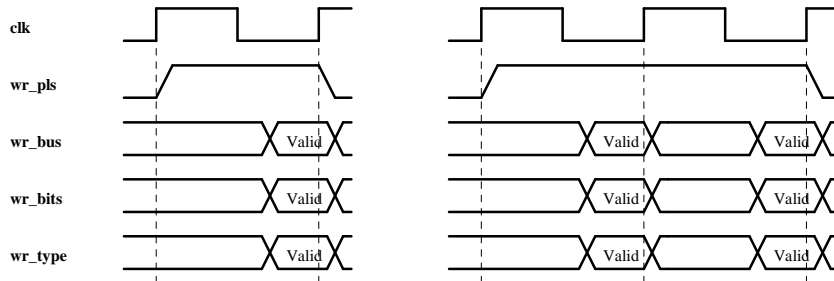 clk
wr_pls
wr_bus Valid Valid Valid
wr_bits Valid Valid Valid
wr_type Valid Valid Valid